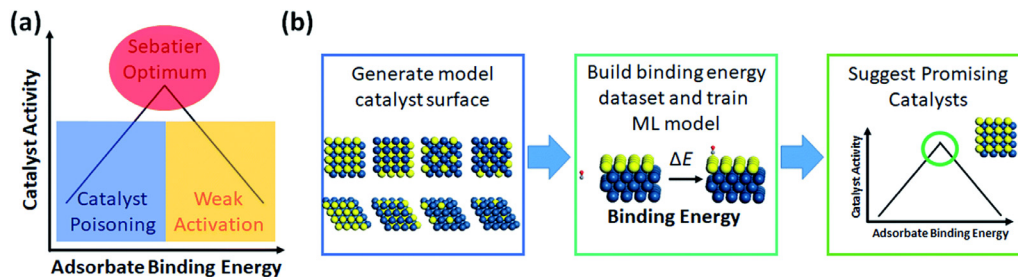 (a)
Sebatier
Optimum
Catalyst Activity
Catalyst
Poisoning
Weak
Activation
Adsorbate Binding Energy
(b)
Generate model
catalyst surface
Build binding energy
dataset and train
ML model
ΔE
Binding Energy
Suggest Promising
Catalysts
Catalyst Activity
Adsorbate Binding Energy